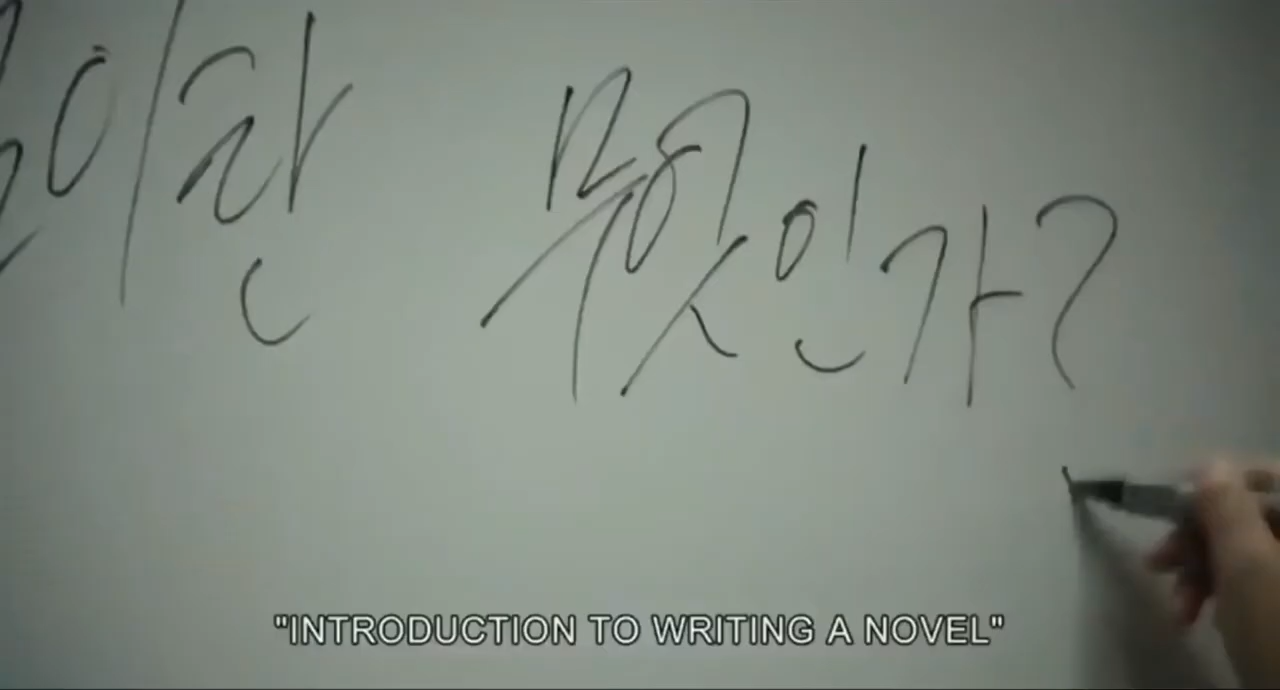 이란 무엇인가?
"INTRODUCTION TO WRITING A NOVEL"